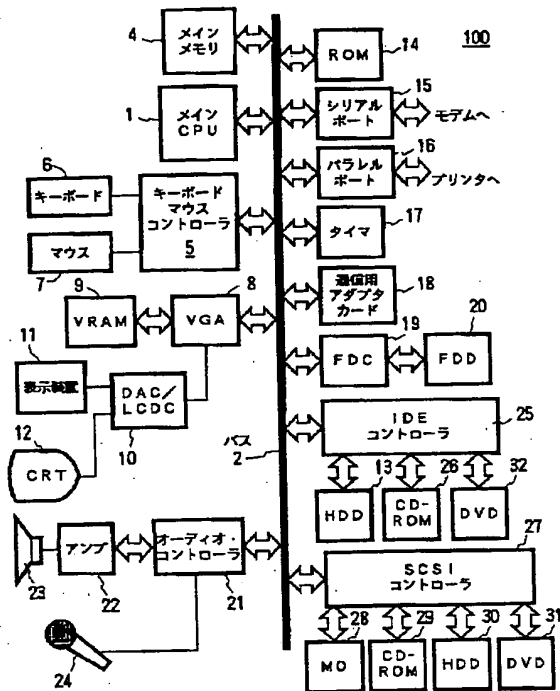 100
4
メイン
メモリ
1
メイン
CPU
6
キーボード
7
マウス
キーボード
マウス
コントローラ
5
9
VRAM
8
VGA
11
表示装置
12
CRT
DAC/
LCDC
10
バス
2
23
アンプ
22
オーディオ・
コントローラ
21
24
ROM
14
シリアル
ポート
15
モデムへ
パラレル
ポート
16
プリンタへ
タイマ
17
通信用
アダプタ
カード
18
19
FDC
20
FDD
IDE
コントローラ
25
13
HDD
26
CD-
ROM
32
DVD
27
SCSI
コントローラ
28
MO
29
CD-
ROM
30
HDD
31
DVD